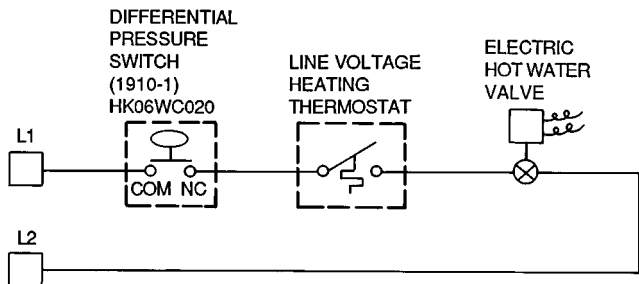 DIFFERENTIAL
PRESSURE
SWITCH
(1910-1)
HK06WC020
LINE VOLTAGE
HEATING
THERMOSTAT
ELECTRIC
HOT WATER
VALVE
L1
COM NC
L2